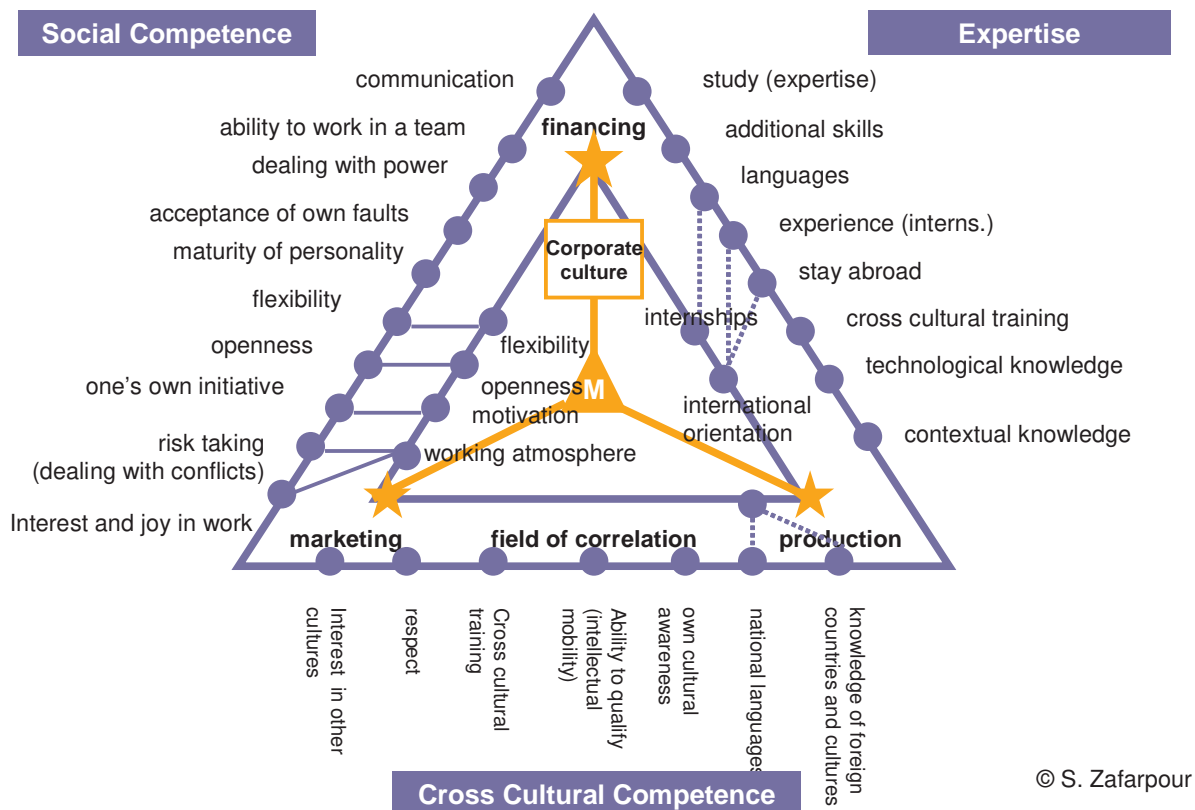 Social Competence
Expertise
communication
ability to work in a team
dealing with power
acceptance of own faults
maturity of personality
flexibility
openness
one's own initiative
risk taking
(dealing with conflicts)
Interest and joy in work
study (expertise)
additional skills
languages
experience (interns.)
stay abroad
cross cultural training
technological knowledge
contextual knowledge
financing
Corporate
culture
internships
flexibility
openness
M
motivation
international
orientation
working atmosphere
marketing
field of correlation
production
Interest in other
cultures
respect
Cross cultural
training
Ability to qualify
(intellectual
mobility)
own cultural
awareness
national languages
knowledge of foreign
countries and cultures
Cross Cultural Competence
© S. Zafarpour